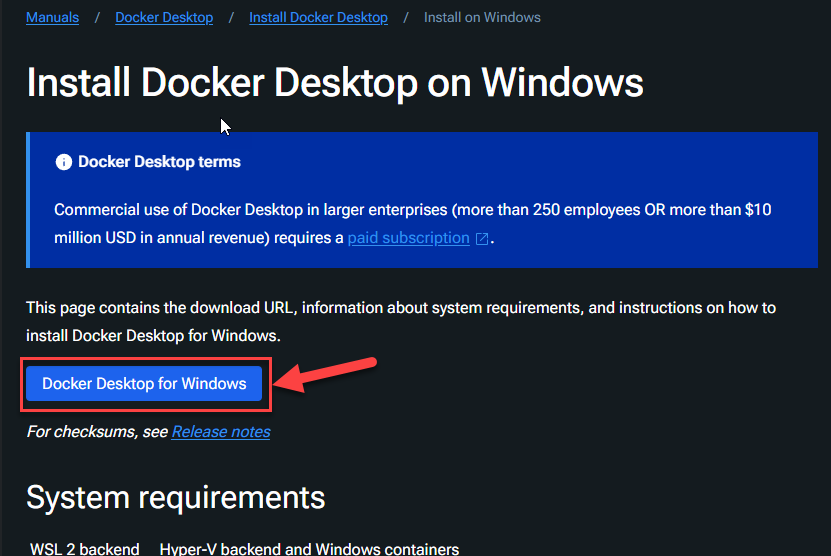 Manuals / Docker Desktop / Install Docker Desktop / Install on Windows
Install Docker Desktop on Windows
Docker Desktop terms
Commercial use of Docker Desktop in larger enterprises (more than 250 employees OR more than $10
million USD in annual revenue) requires a paid subscription.
This page contains the download URL, information about system requirements, and instructions on how to
install Docker Desktop for Windows.
Docker Desktop for Windows
For checksums, see Release notes
System requirements
WSL 2 backend Hyper-V backend and Windows containers